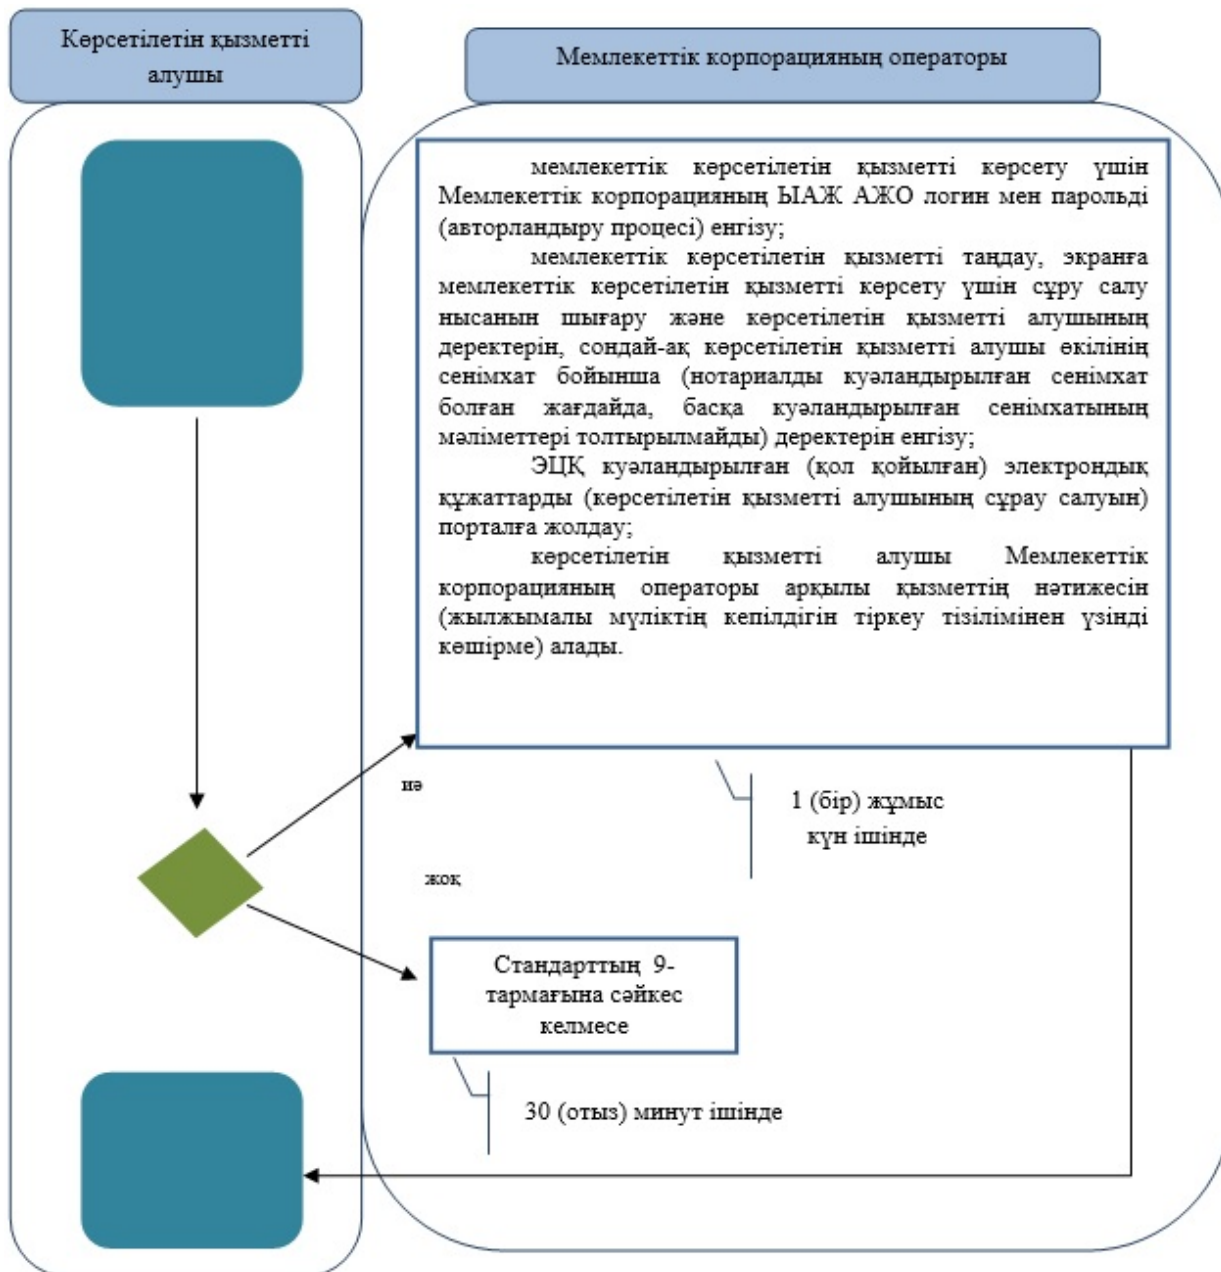 Көрсетілетін қызметті
алушы
Мемлекеттік корпорацияның операторы
мемлекеттік көрсетілетін қызметті көрсету үшін
Мемлекеттік корпорацияның ЫАЖ АЖО логин мен парольді
(авторландыру процесі) енгізу;
мемлекеттік көрсетілетін қызметті таңдау, экранға
мемлекеттік көрсетілетін қызметті көрсету үшін сұру салу
нысанын шығару және көрсетілетін қызметті алушының
деректерін, сондай-ақ көрсетілетін қызметті алушы өкілінің
сенімхат бойынша (нотариалды куәландырылған сенімхат
болған жағдайда, басқа куәландырылған сенімхатының
мәліметтері толтырылмайды) деректерін енгізу;
ЭЦҚ куәландырылған (қол қойылған) электрондық
құжаттарды (көрсетілетін қызметті алушының сұрау салуын)
порталға жолдау;
көрсетілетін қызметті алушы Мемлекеттік
корпорацияның операторы арқылы қызметтің нәтижесін
(жылжымалы мүліктің кепілдігін тіркеу тізілімінен үзінді
көшірме) алады.
иә
1 (бір) жұмыс
күн ішінде
жоқ
Стандарттың 9-
тармағына сәйкес
келмесе
30 (отыз) минут ішінде